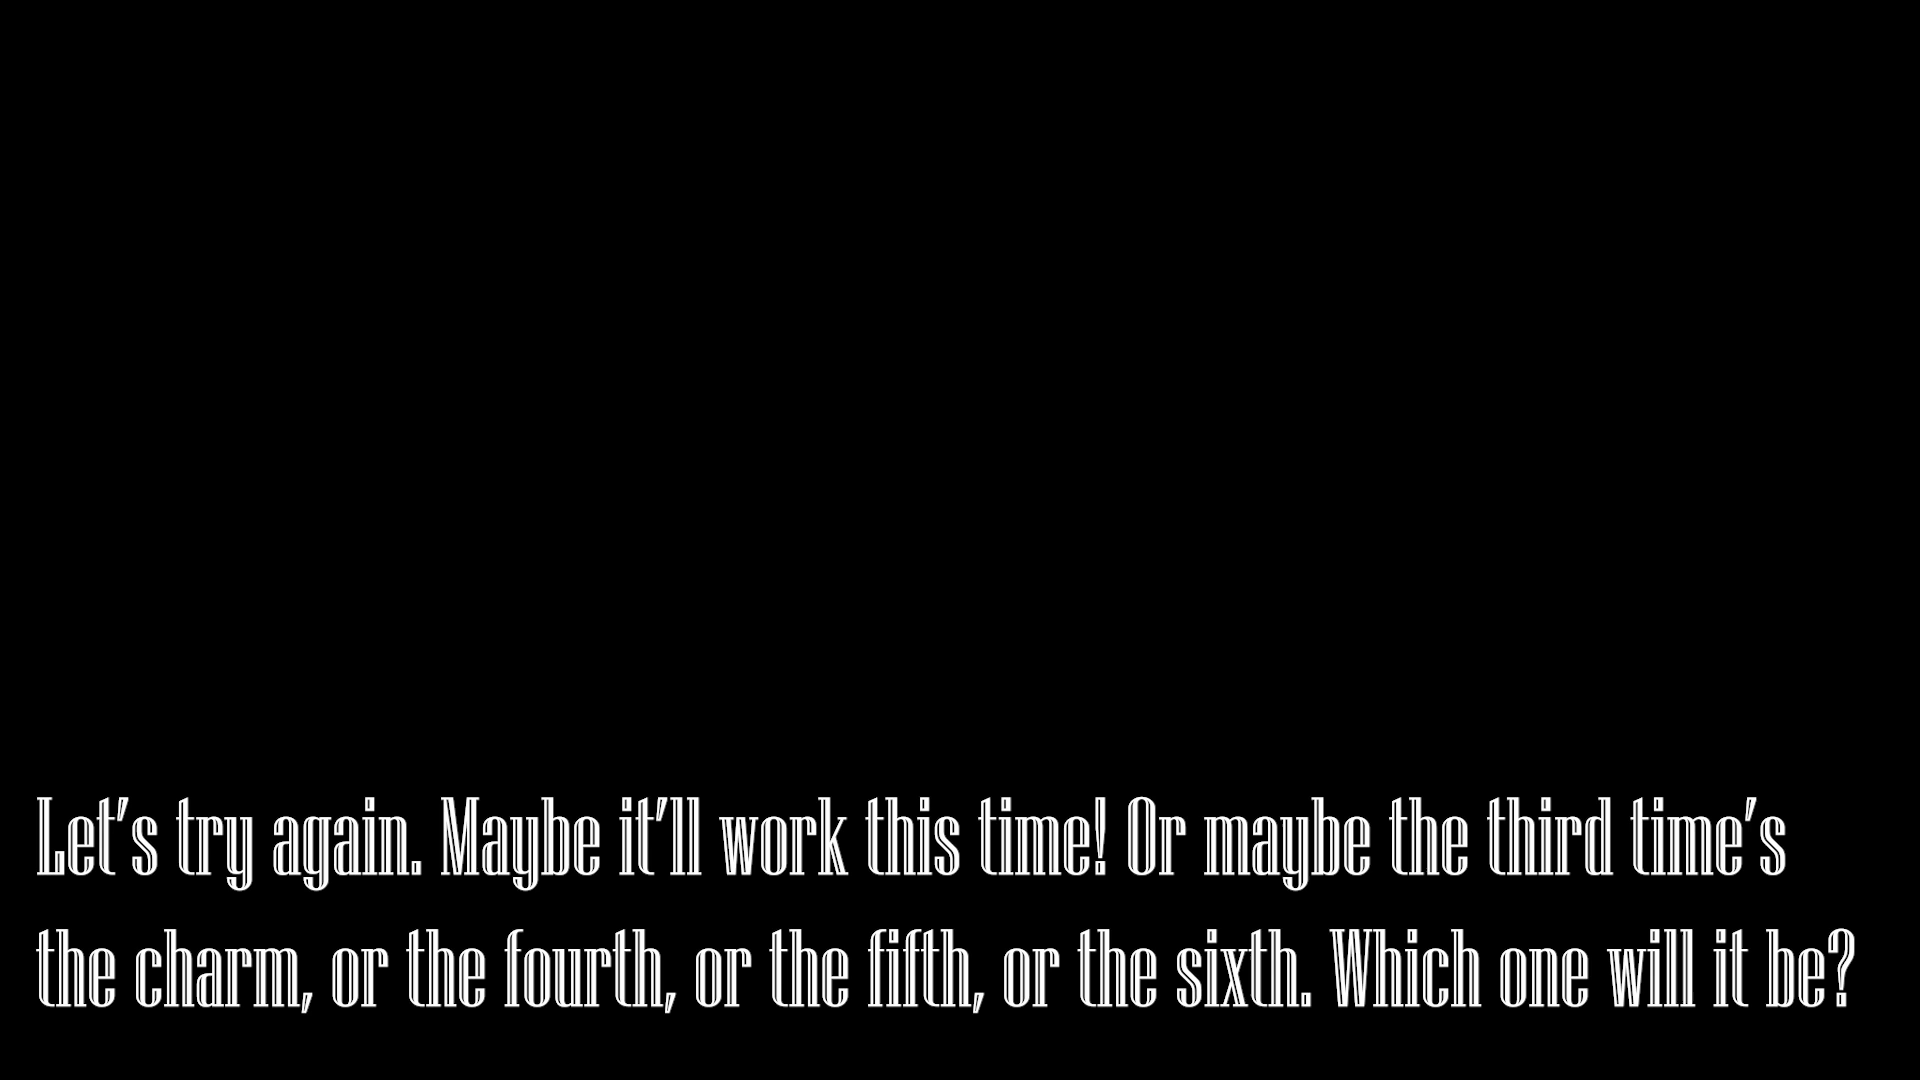 Let's try again. Maybe it'll work this time! Or maybe the third time's
the charm, or the fourth, or the fifth, or the sixth. Which one will it be?